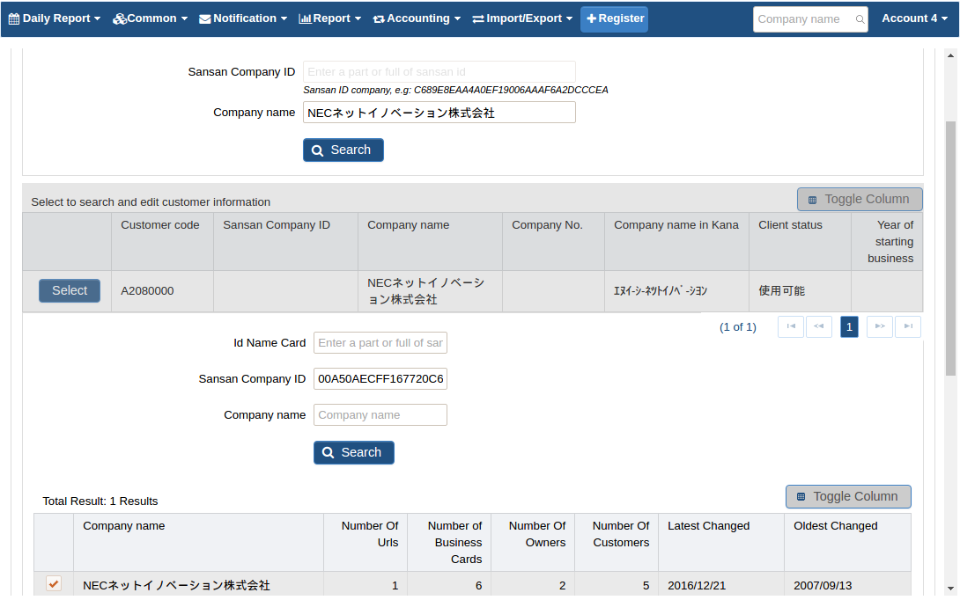 Daily Report Common Notification Report Accounting Import/Export Register Company name Account 4
Sansan Company ID Enter a part or full of sansan id
Sansan ID company, e.g: C689E8EAA4A0EF19006AAAF6A2DCCCEA
Company name NECネットイノベーション株式会社
Search
Select to search and edit customer information Toggle Column
Customer code Sansan Company ID Company name Company No. Company name in Kana Client status Year of
starting
business
Select A2080000 NECネットイノベーシ ｴﾇｲ-ｼ-ﾈﾂﾄｲﾉﾍﾞ-ｼﾖﾝ 使用可能
ョン株式会社
(1 of 1) 1
Id Name Card Enter a part or full of sar
Sansan Company ID 00A50AECFF167720C6
Company name Company name
Search
Total Result: 1 Results Toggle Column
Company name Number Of Number of Number Of Number Of Latest Changed Oldest Changed
Urls Business Owners Customers
Cards
NECネットイノベーション株式会社 1 6 2 5 2016/12/21 2007/09/13